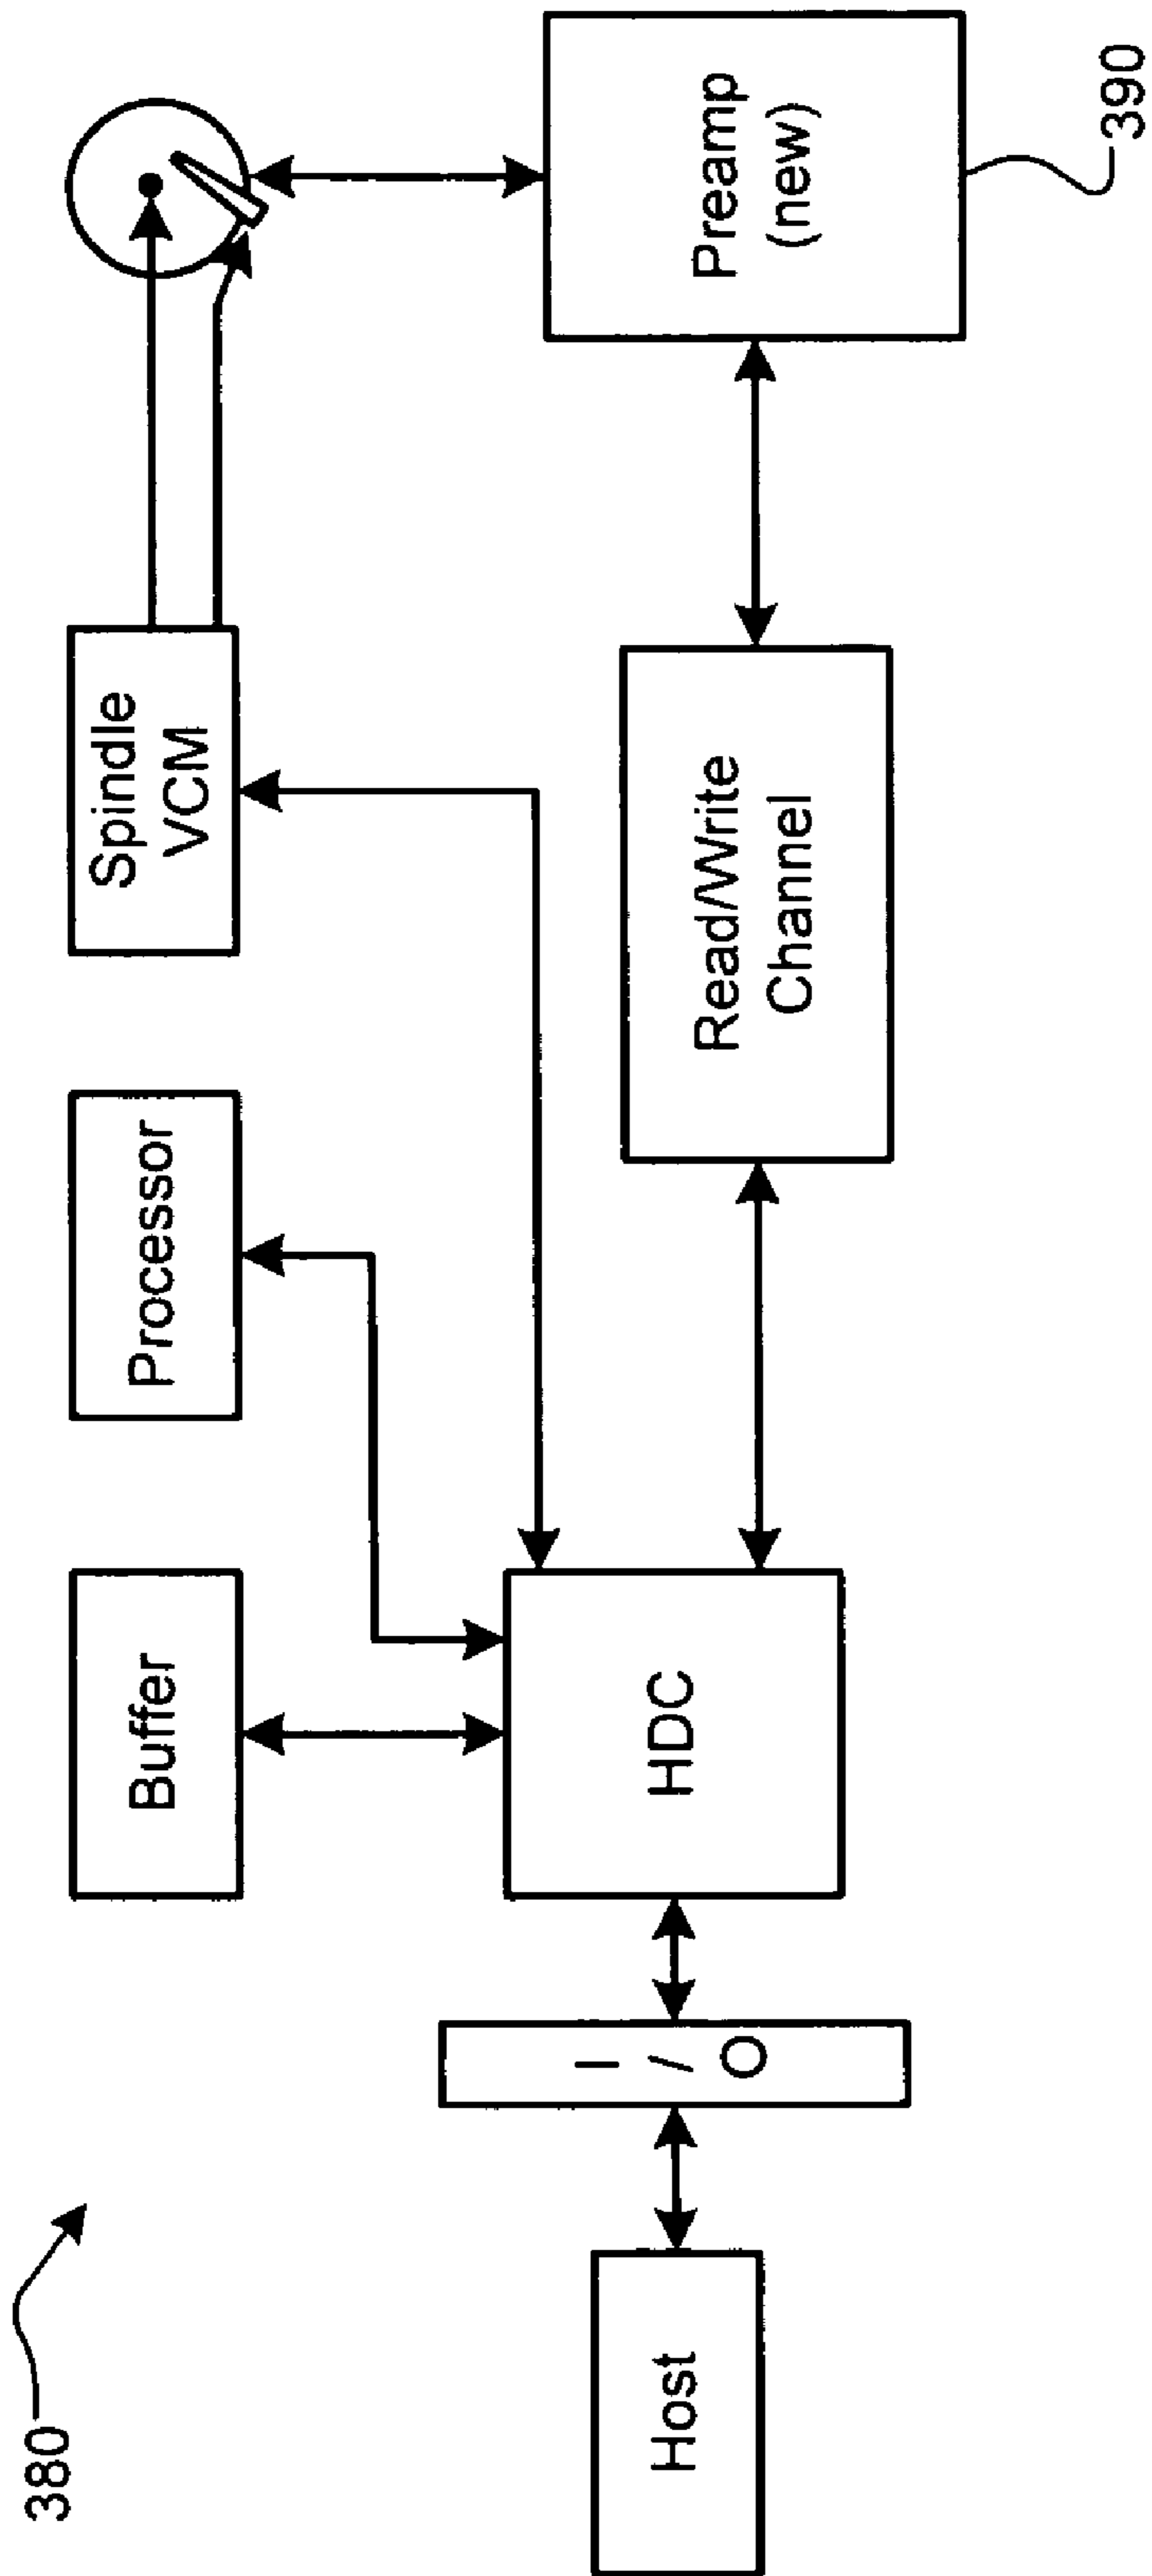 380
Buffer
Processor
Spindle
VCM
Host
I
/
O
HDC
Read/Write
Channel
Preamp
(new)
390